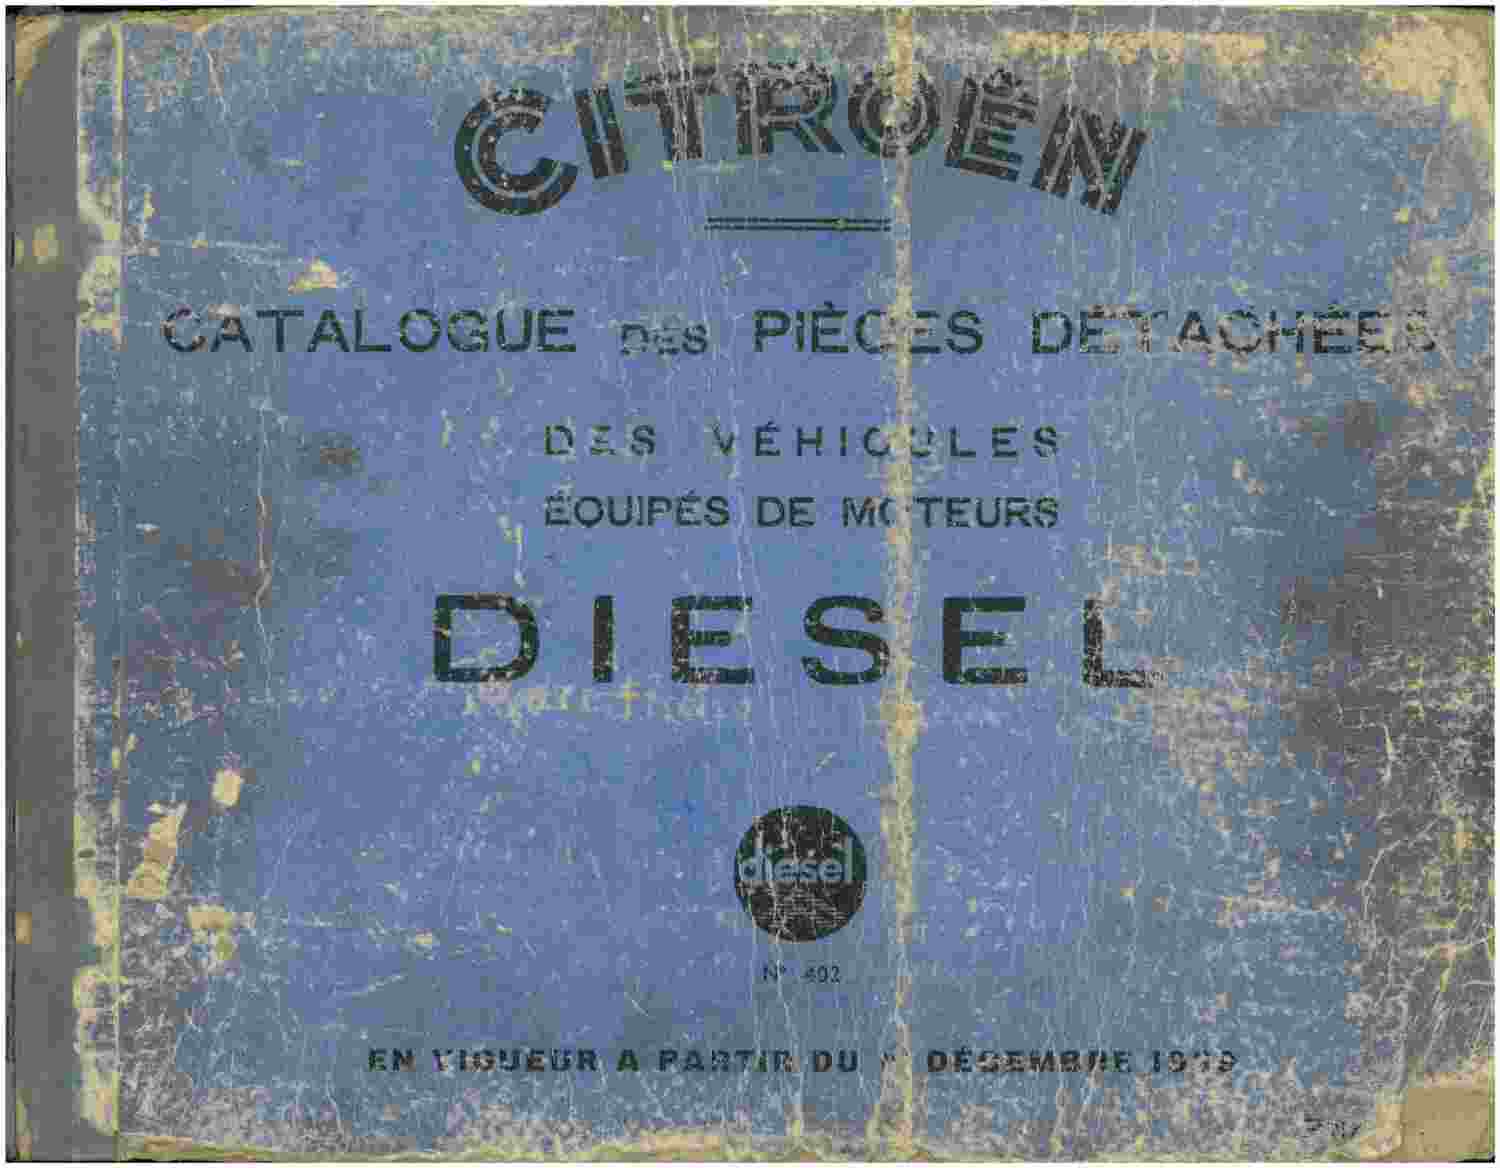 CITROËN
CATALOGUE DES PIÈCES DÉTACHÉES
DES VÉHICULES
ÉQUIPÉS DE MOTEURS
DIESEL
diesel
N° 402
EN VIGUEUR A PARTIR DU DÉCEMBRE